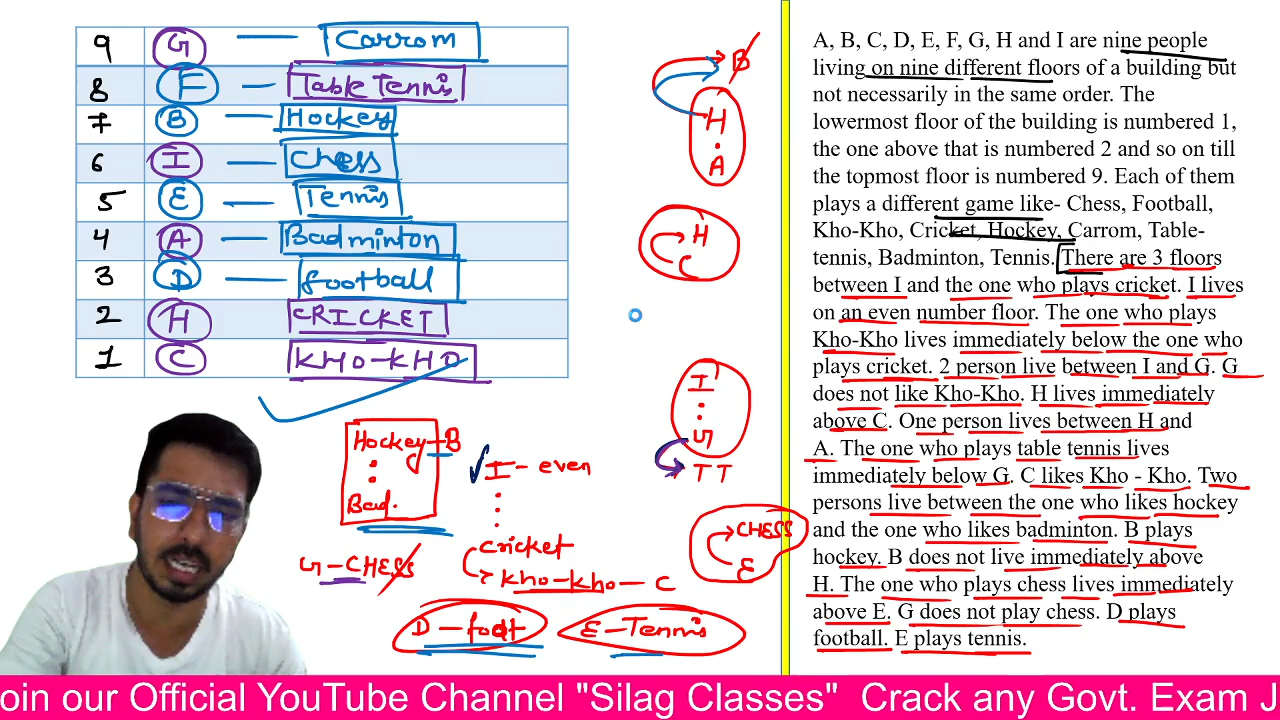 9 G — Carrom
8 F — Table Tennis
7 B — Hockey
6 I — Chess
5 E — Tennis
4 A — Badminton
3 D — football
2 H CRICKET
1 C KHO-KHO
B
H
.
A
H
C
I
.
.
G
TT
CHESS
E
Hockey-B
:
Bad.
I - even
:
cricket
kho-kho - C
G-CHESS
D - foot
E-Tennis
A, B, C, D, E, F, G, H and I are nine people
living on nine different floors of a building but
not necessarily in the same order. The
lowermost floor of the building is numbered 1,
the one above that is numbered 2 and so on till
the topmost floor is numbered 9. Each of them
plays a different game like- Chess, Football,
Kho-Kho, Cricket, Hockey, Carrom, Table-
tennis, Badminton, Tennis. There are 3 floors
between I and the one who plays cricket. I lives
on an even number floor. The one who plays
Kho-Kho lives immediately below the one who
plays cricket. 2 person live between I and G. G
does not like Kho-Kho. H lives immediately
above C. One person lives between H and
A. The one who plays table tennis lives
immediately below G. C likes Kho - Kho. Two
persons live between the one who likes hockey
and the one who likes badminton. B plays
hockey. B does not live immediately above
H. The one who plays chess lives immediately
above E. G does not play chess. D plays
football. E plays tennis.
oin our Official YouTube Channel "Silag Classes" Crack any Govt. Exam J